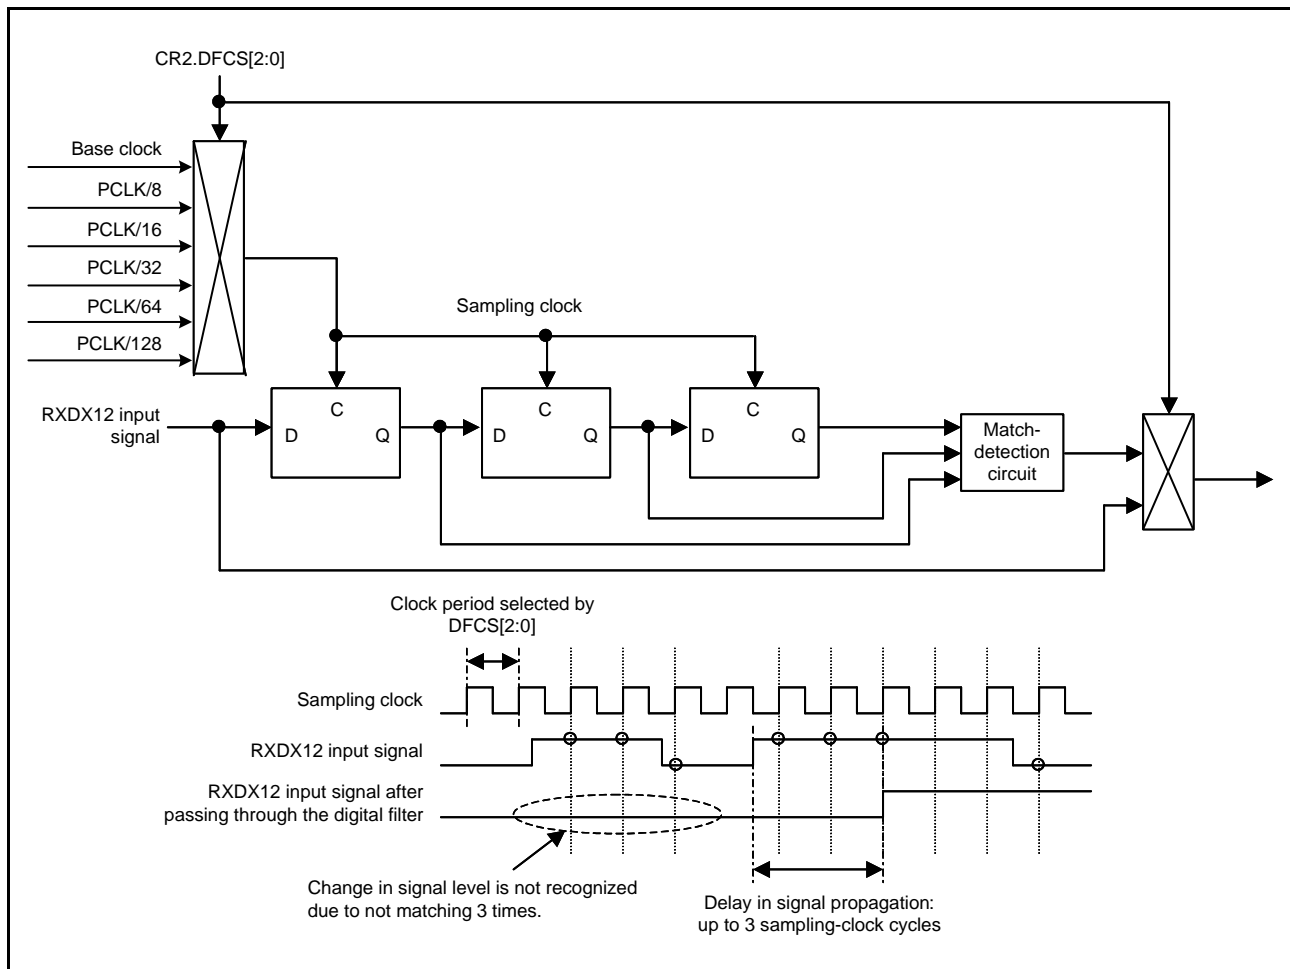 CR2.DFCS[2:0]
Base clock
PCLK/8
PCLK/16
PCLK/32
PCLK/64
PCLK/128
Sampling clock
RXDX12 input
signal
C
D
Q
C
D
Q
C
D
Q
Match-
detection
circuit
Clock period selected by
DFCS[2:0]
Sampling clock
RXDX12 input signal
RXDX12 input signal after
passing through the digital filter
Change in signal level is not recognized
due to not matching 3 times.
Delay in signal propagation:
up to 3 sampling-clock cycles